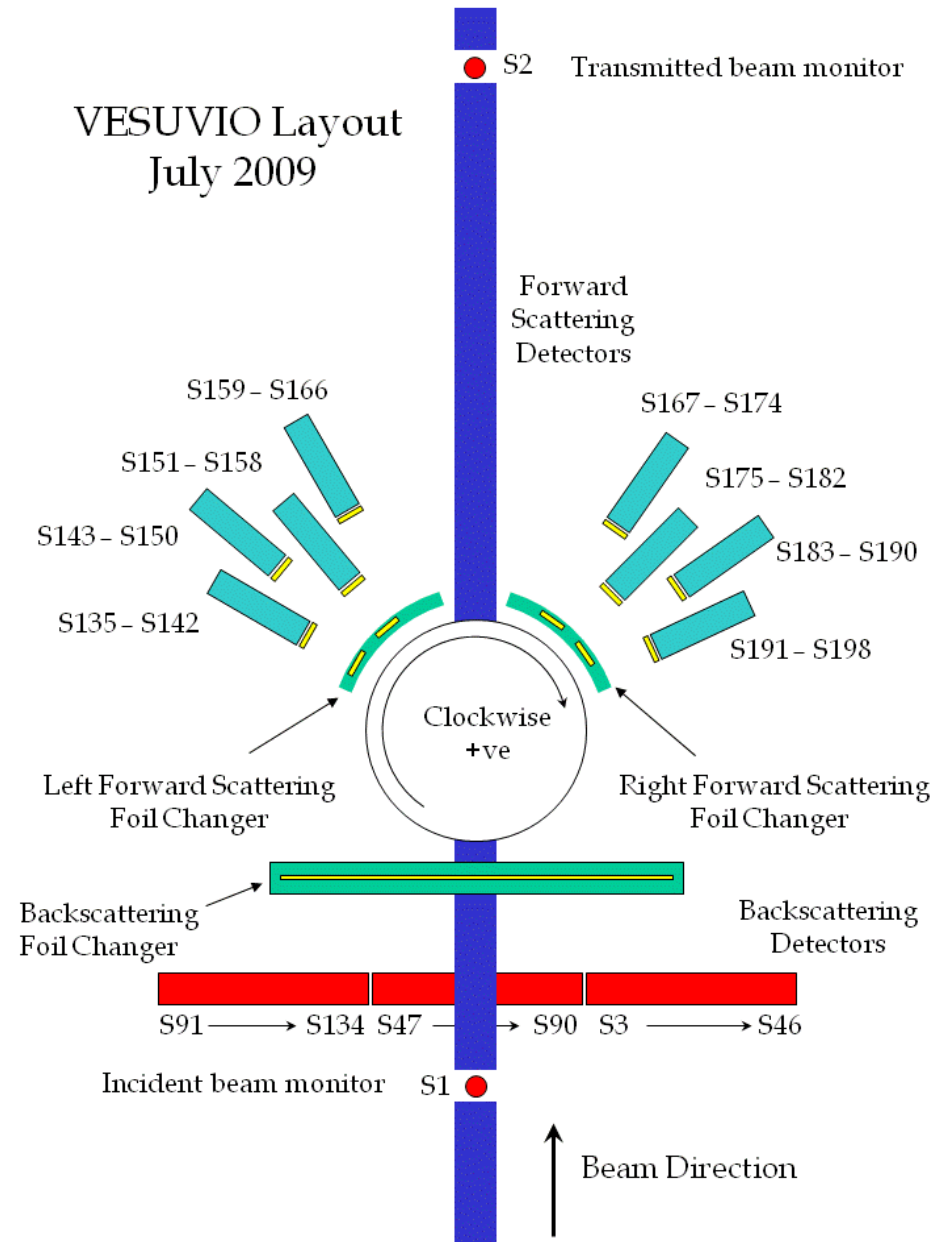 S2 Transmitted beam monitor
VESUVIO Layout
July 2009
Forward
Scattering
Detectors
S159 – S166
S167 – S174
S151 – S158
S175 – S182
S143 – S150
S183 – S190
S135 – S142
S191 – S198
Clockwise
+ve
Left Forward Scattering
Foil Changer
Right Forward Scattering
Foil Changer
Backscattering
Foil Changer
Backscattering
Detectors
S91 S134 S47 S90 S3 S46
Incident beam monitor S1
Beam Direction